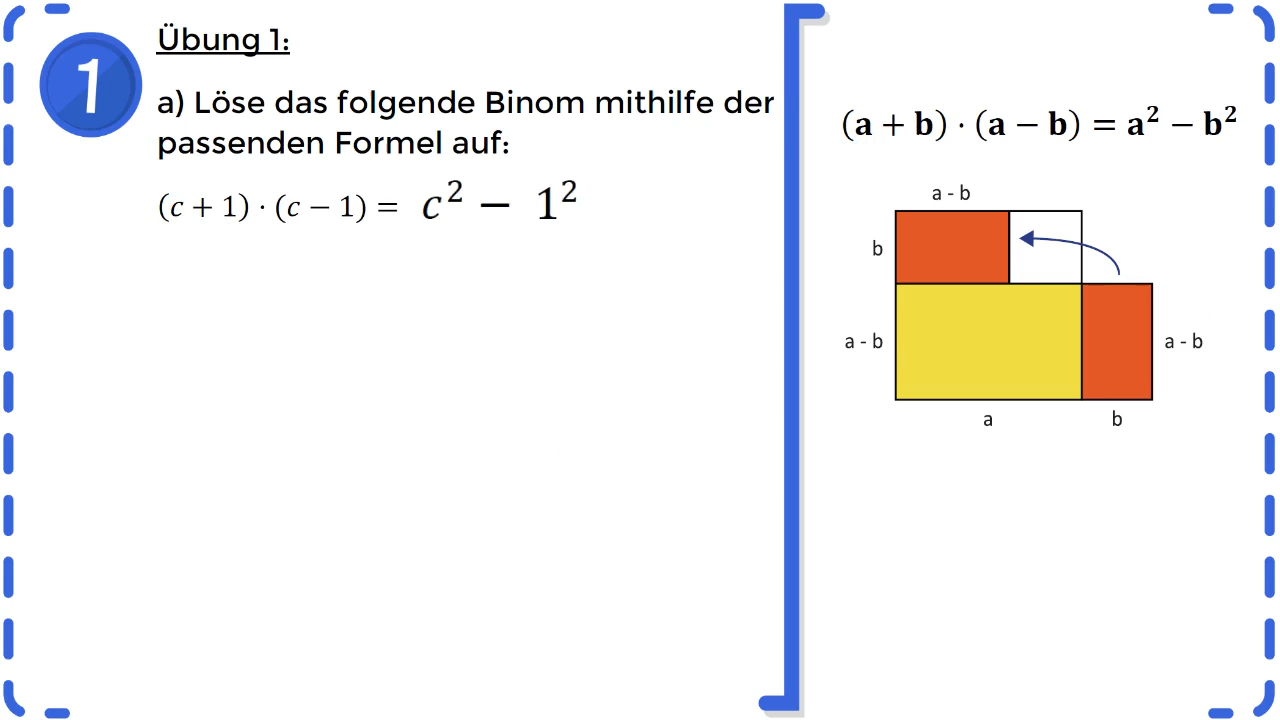 1
Übung 1:
a) Löse das folgende Binom mithilfe der
passenden Formel auf:
(c + 1) · (c − 1) = c² − 1²
(a + b) · (a − b) = a² − b²
a - b
b
a - b
a - b
a
b